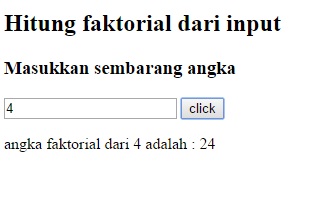 Hitung faktorial dari input
Masukkan sembarang angka
4 click
angka faktorial dari 4 adalah : 24